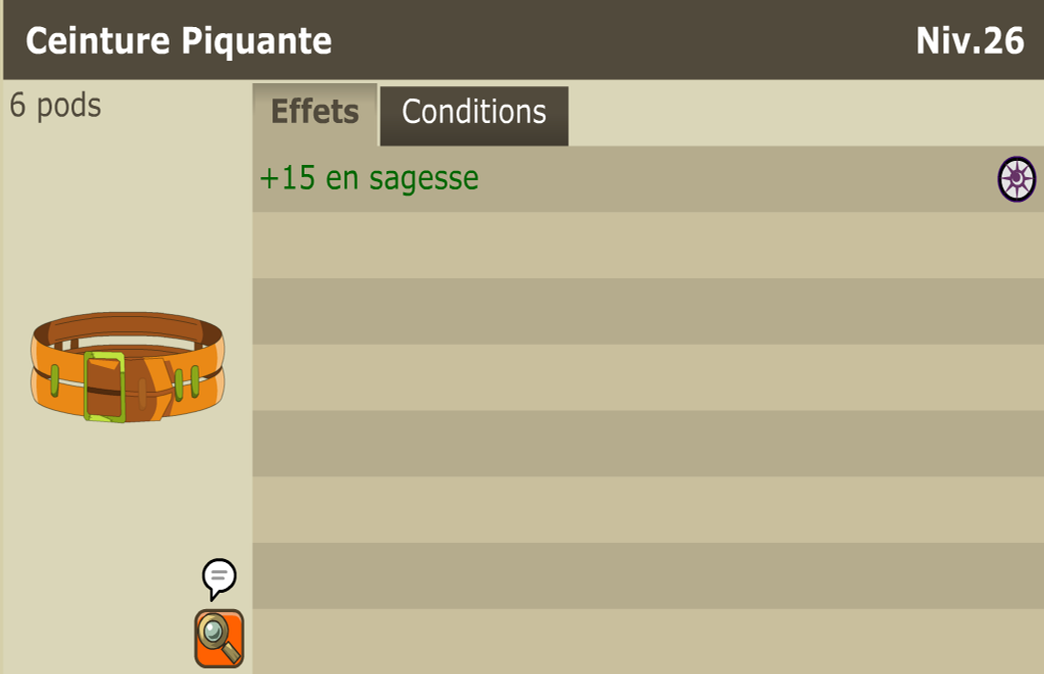 Ceinture Piquante
Niv.26
6 pods
Effets
Conditions
+15 en sagesse